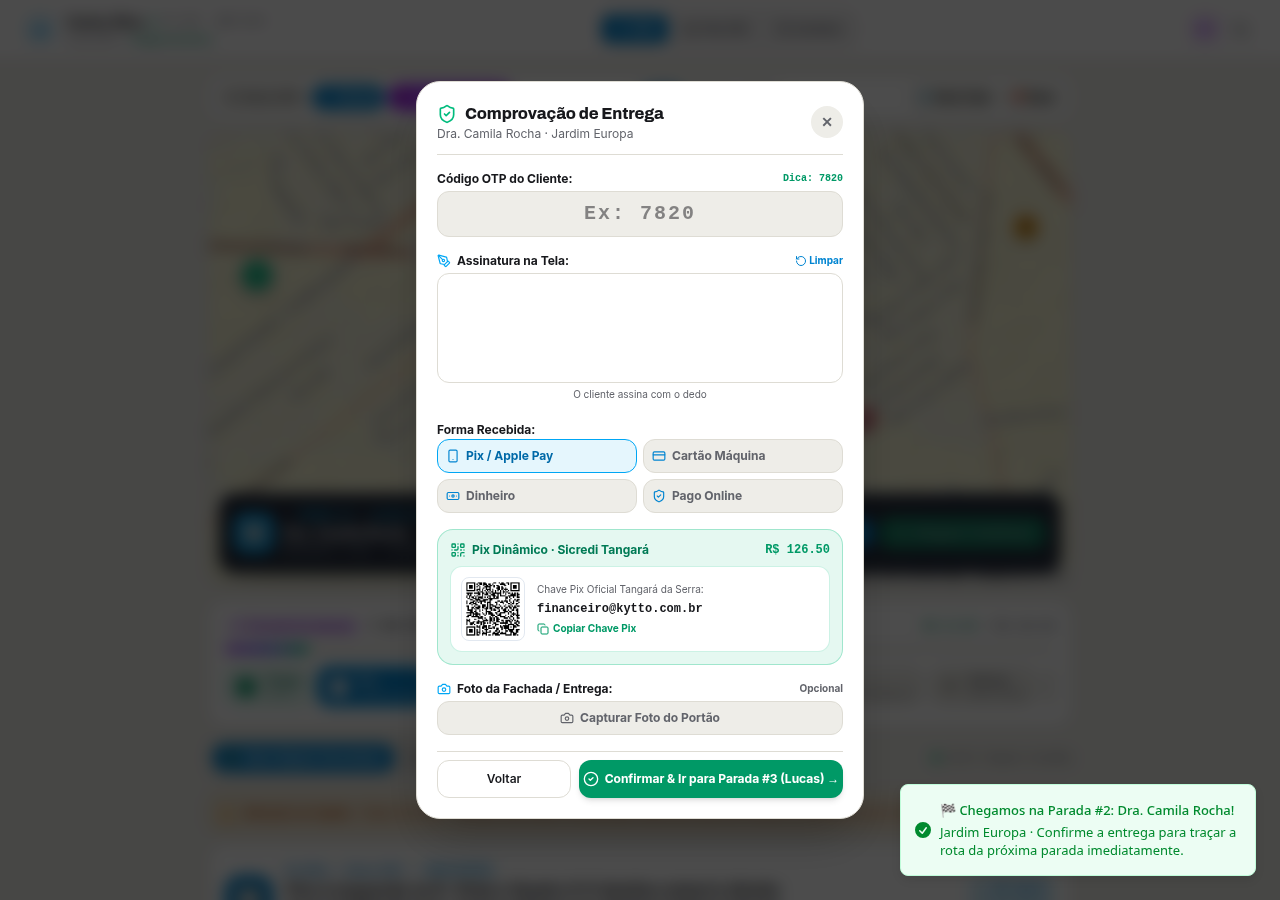 Comprovação de Entrega
Dra. Camila Rocha · Jardim Europa
Código OTP do Cliente:
Dica: 7820
Ex: 7820
Assinatura na Tela:
Limpar
O cliente assina com o dedo
Forma Recebida:
Pix / Apple Pay
Cartão Máquina
Dinheiro
Pago Online
Pix Dinâmico · Sicredi Tangará
R$ 126.50
Chave Pix Oficial Tangará da Serra:
financeiro@kytto.com.br
Copiar Chave Pix
Foto da Fachada / Entrega:
Opcional
Capturar Foto do Portão
Voltar
Confirmar & Ir para Parada #3 (Lucas) →
🏁 Chegamos na Parada #2: Dra. Camila Rocha!
Jardim Europa · Confirme a entrega para traçar a
rota da próxima parada imediatamente.